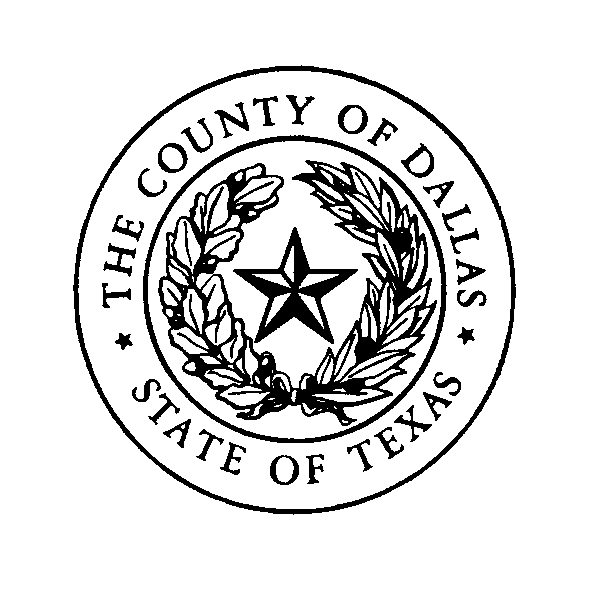 THE COUNTY OF DALLAS
STATE OF TEXAS